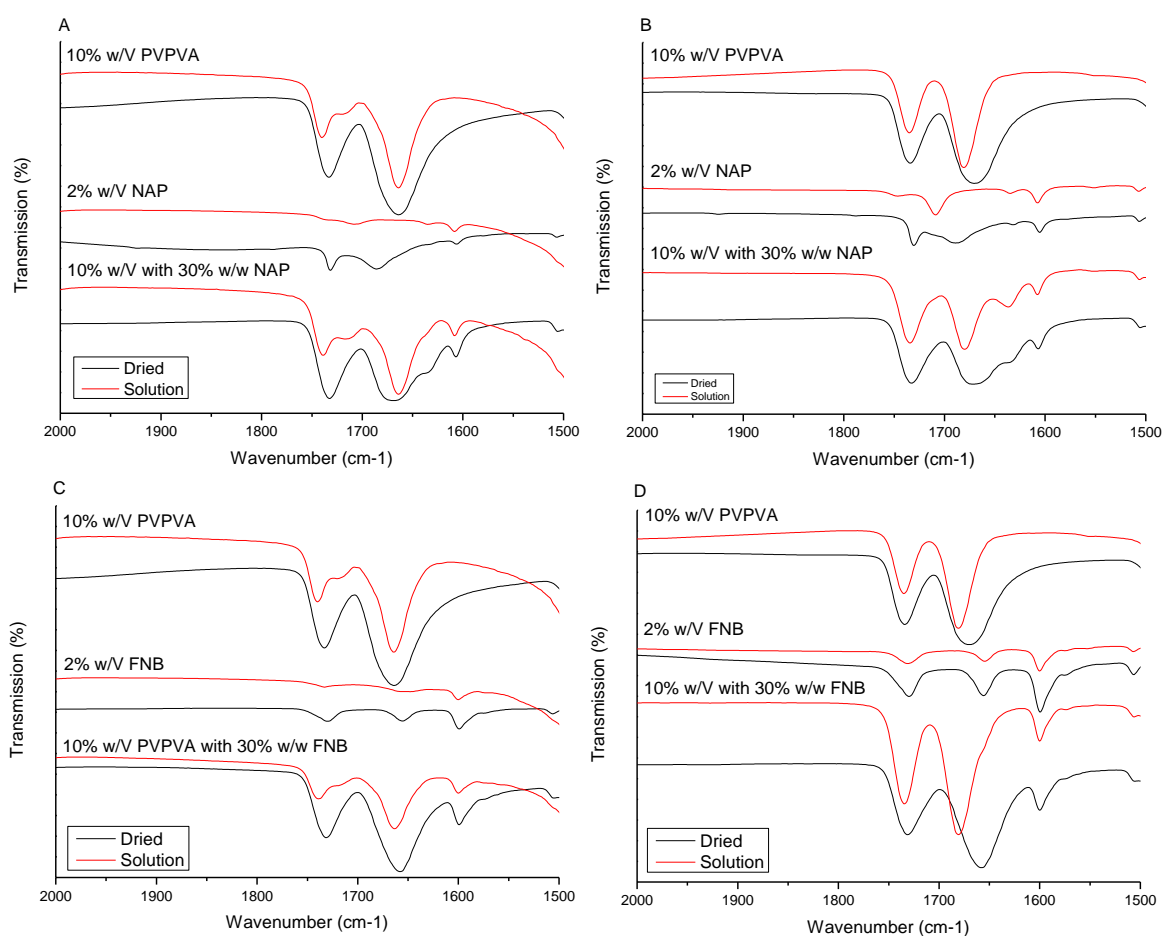 A
10% w/V PVPVA
2% w/V NAP
10% w/V with 30% w/w NAP
Dried
Solution
Transmission (%)
2000 1900 1800 1700 1600 1500
Wavenumber (cm-1)
B
10% w/V PVPVA
2% w/V NAP
10% w/V with 30% w/w NAP
Dried
Solution
Transmission (%)
2000 1900 1800 1700 1600 1500
Wavenumber (cm-1)
C
10% w/V PVPVA
2% w/V FNB
10% w/V PVPVA with 30% w/w FNB
Dried
Solution
Transmission (%)
2000 1900 1800 1700 1600 1500
Wavenumber (cm-1)
D
10% w/V PVPVA
2% w/V FNB
10% w/V with 30% w/w FNB
Dried
Solution
Transmission (%)
2000 1900 1800 1700 1600 1500
Wavenumber (cm-1)